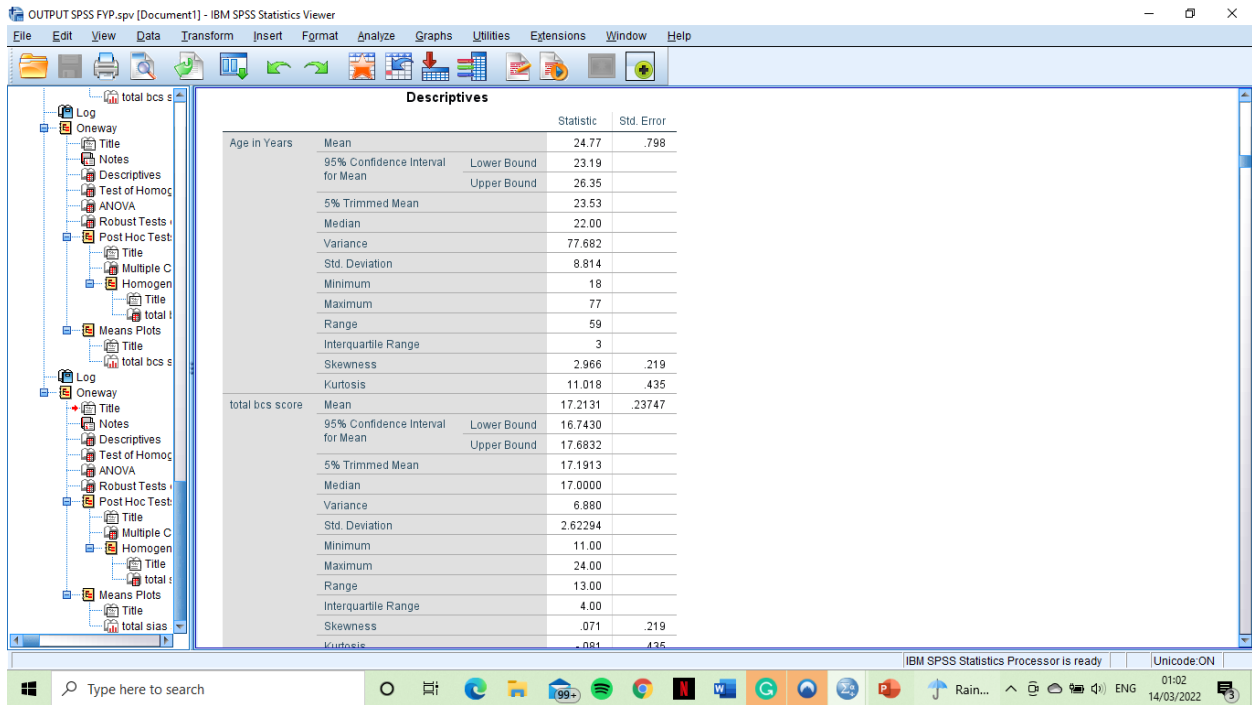 OUTPUT SPSS FYP.spv [Document1] - IBM SPSS Statistics Viewer
File Edit View Data Transform Insert Format Analyze Graphs Utilities Extensions Window Help
total bcs s
Log
Oneway
Title
Notes
Descriptives
Test of Homog
ANOVA
Robust Tests
Post Hoc Test
Title
Multiple C
Homogen
Title
total
Means Plots
Title
total bcs s
Log
Oneway
Title
Notes
Descriptives
Test of Homog
ANOVA
Robust Tests
Post Hoc Test
Title
Multiple C
Homogen
Title
total s
Means Plots
Title
total sias
Descriptives
Statistic Std. Error
Age in Years Mean 24.77 .798
95% Confidence Interval for Mean Lower Bound 23.19
Upper Bound 26.35
5% Trimmed Mean 23.53
Median 22.00
Variance 77.682
Std. Deviation 8.814
Minimum 18
Maximum 77
Range 59
Interquartile Range 3
Skewness 2.966 .219
Kurtosis 11.018 .435
total bcs score Mean 17.2131 .23747
95% Confidence Interval for Mean Lower Bound 16.7430
Upper Bound 17.6832
5% Trimmed Mean 17.1913
Median 17.0000
Variance 6.880
Std. Deviation 2.62294
Minimum 11.00
Maximum 24.00
Range 13.00
Interquartile Range 4.00
Skewness .071 .219
Kurtosis -.081 .435
IBM SPSS Statistics Processor is ready Unicode:ON
Type here to search
99+
Rain... ENG 01:02
14/03/2022
3